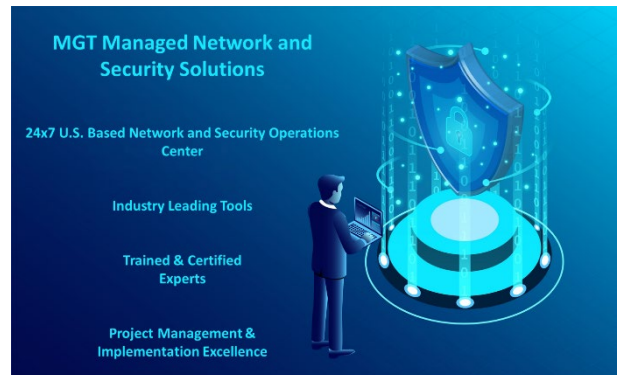 MGT Managed Network and
Security Solutions
24x7 U.S. Based Network and Security Operations
Center
Industry Leading Tools
Trained & Certified
Experts
Project Management &
Implementation Excellence